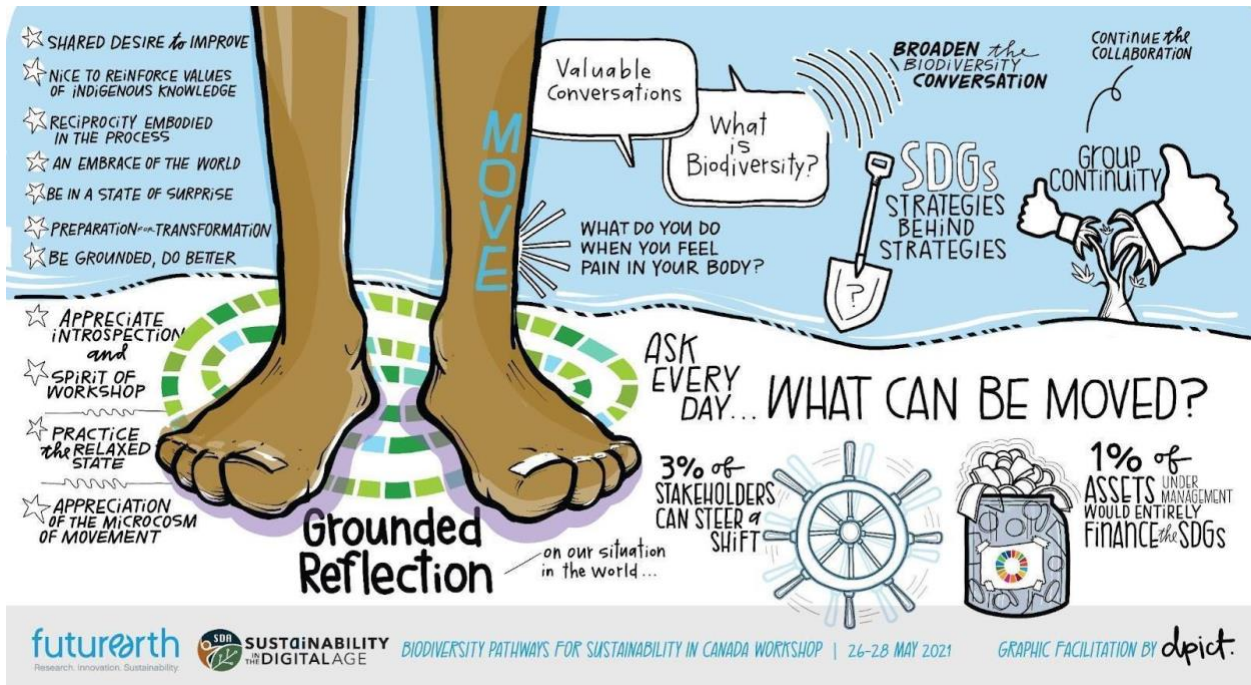 SHARED DESIRE to IMPROVE
NICE TO REINFORCE VALUES
OF INDIGENOUS KNOWLEDGE
RECIPROCITY EMBODIED
IN THE PROCESS
AN EMBRACE OF THE WORLD
BE IN A STATE OF SURPRISE
PREPARATION for TRANSFORMATION
BE GROUNDED, DO BETTER
APPRECIATE
INTROSPECTION
and
SPIRIT OF
WORKSHOP
PRACTICE
the RELAXED
STATE
APPRECIATION
OF THE MICROCOSM
OF MOVEMENT
MOVE
Valuable
Conversations
What
is
Biodiversity?
WHAT DO YOU DO
WHEN YOU FEEL
PAIN IN YOUR BODY?
BROADEN the
BIODIVERSITY
CONVERSATION
SDGs
STRATEGIES
BEHIND
STRATEGIES
?
CONTINUE the
COLLABORATION
GROUP
CONTINUITY
ASK
EVERY
DAY...
WHAT CAN BE MOVED?
3% of
STAKEHOLDERS
CAN STEER a
SHIFT
1% of
ASSETS UNDER
MANAGEMENT
WOULD ENTIRELY
FINANCE the SDGs
Grounded
Reflection
on our situation
in the world...
futurearth
Research. Innovation. Sustainability.
SDA
SUSTAINABILITY
IN THE DIGITAL AGE
BIODIVERSITY PATHWAYS FOR SUSTAINABILITY IN CANADA WORKSHOP | 26-28 MAY 2021
GRAPHIC FACILITATION BY dpict.